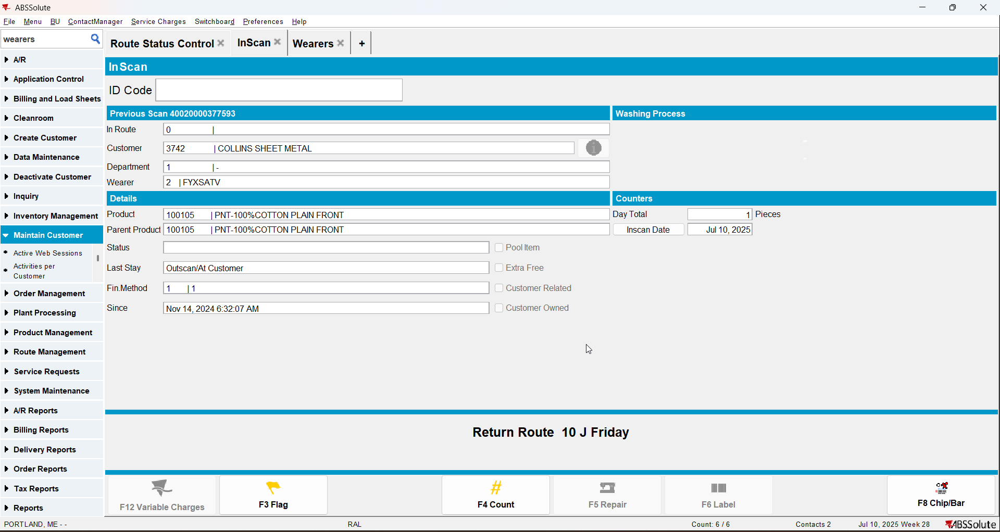 ABSSolute
File Menu BU ContactManager Service Charges Switchboard Preferences Help
wearers
Route Status Control
InScan
Wearers
+
A/R
Application Control
Billing and Load Sheets
Cleanroom
Create Customer
Data Maintenance
Deactivate Customer
Inquiry
Inventory Management
Maintain Customer
Active Web Sessions
Activities per
Customer
Order Management
Plant Processing
Product Management
Route Management
Service Requests
System Maintenance
A/R Reports
Billing Reports
Delivery Reports
Order Reports
Tax Reports
Reports
InScan
ID Code
Previous Scan 40020000377593
In Route 0 |
Customer 3742 | COLLINS SHEET METAL
Department 1 | -
Wearer 2 | FYXSATV
Washing Process
Details
Product 100105 | PNT-100%COTTON PLAIN FRONT
Parent Product 100105 | PNT-100%COTTON PLAIN FRONT
Status
Pool Item
Last Stay Outscan/At Customer
Extra Free
Fin.Method 1 | 1
Customer Related
Since Nov 14, 2024 6:32:07 AM
Customer Owned
Counters
Day Total 1 Pieces
Inscan Date Jul 10, 2025
Return Route 10 J Friday
F12 Variable Charges
F3 Flag
F4 Count
F5 Repair
F6 Label
F8 Chip/Bar
PORTLAND, ME - - RAL Count: 6 / 6 Contacts 2 Jul 10, 2025 Week 28 ABSSolute